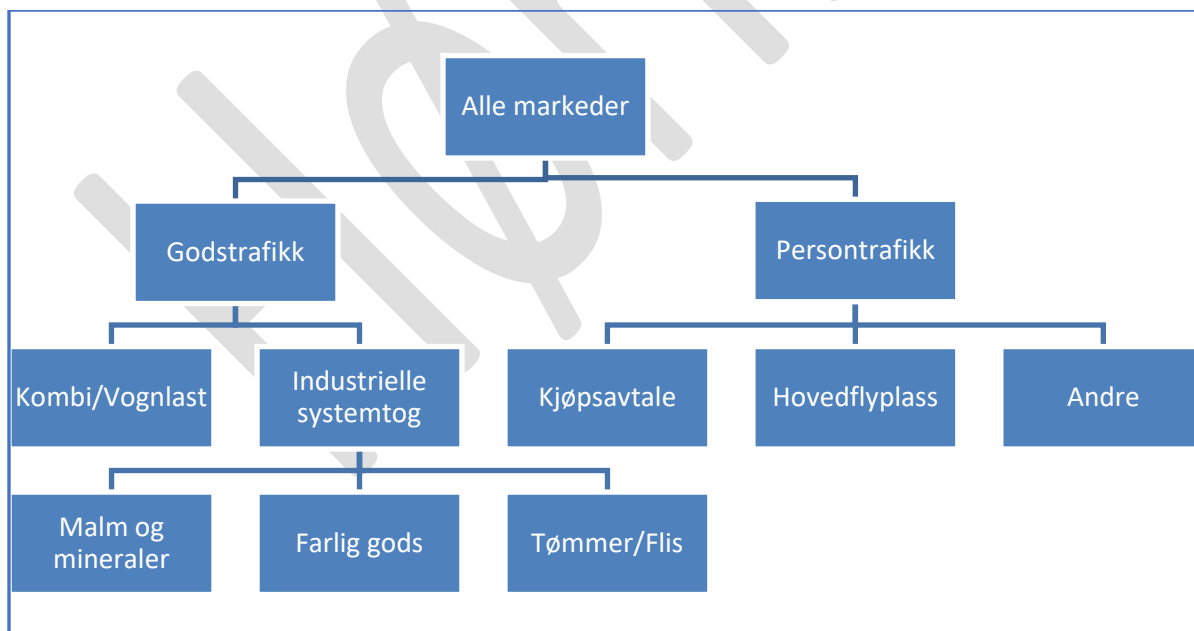 Alle markeder
Godstrafikk
Persontrafikk
Kombi/Vognlast
Industrielle
systemtog
Kjøpsavtale
Hovedflyplass
Andre
Malm og
mineraler
Farlig gods
Tømmer/Flis